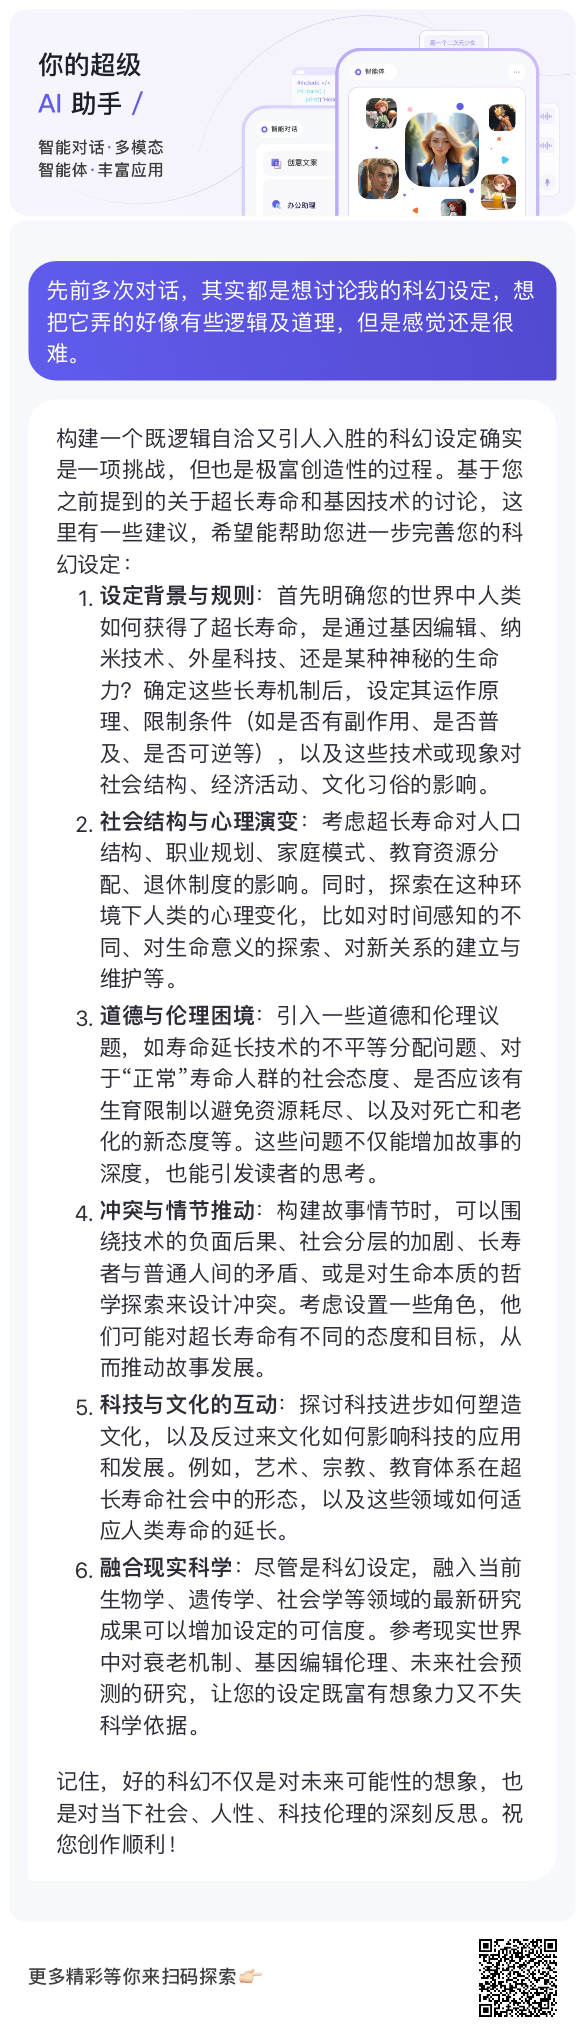 你的超级
AI 助手 /
智能对话·多模态
智能体·丰富应用
画一个二次元少女
#include </>
int main() {
print("Hello
智能体
智能对话
创意文案
办公助理
先前多次对话，其实都是想讨论我的科幻设定，想
把它弄的好像有些逻辑及道理，但是感觉还是很
难。
构建一个既逻辑自洽又引人入胜的科幻设定确实
是一项挑战，但也是极富创造性的过程。基于您
之前提到的关于超长寿命和基因技术的讨论，这
里有一些建议，希望能帮助您进一步完善您的科
幻设定：
1. 设定背景与规则：首先明确您的世界中人类
如何获得了超长寿命，是通过基因编辑、纳
米技术、外星科技、还是某种神秘的生命
力？确定这些长寿机制后，设定其运作原
理、限制条件（如是否有副作用、是否普
及、是否可逆等），以及这些技术或现象对
社会结构、经济活动、文化习俗的影响。
2. 社会结构与心理演变：考虑超长寿命对人口
结构、职业规划、家庭模式、教育资源分
配、退休制度的影响。同时，探索在这种环
境下人类的心理变化，比如对时间感知的不
同、对生命意义的探索、对新关系的建立与
维护等。
3. 道德与伦理困境：引入一些道德和伦理议
题，如寿命延长技术的不平等分配问题、对
于“正常”寿命人群的社会态度、是否应该有
生育限制以避免资源耗尽、以及对死亡和老
化的新态度等。这些问题不仅能增加故事的
深度，也能引发读者的思考。
4. 冲突与情节推动：构建故事情节时，可以围
绕技术的负面后果、社会分层的加剧、长寿
者与普通人间的矛盾、或是对生命本质的哲
学探索来设计冲突。考虑设置一些角色，他
们可能对超长寿命有不同的态度和目标，从
而推动故事发展。
5. 科技与文化的互动：探讨科技进步如何塑造
文化，以及反过来文化如何影响科技的应用
和发展。例如，艺术、宗教、教育体系在超
长寿命社会中的形态，以及这些领域如何适
应人类寿命的延长。
6. 融合现实科学：尽管是科幻设定，融入当前
生物学、遗传学、社会学等领域的最新研究
成果可以增加设定的可信度。参考现实世界
中对衰老机制、基因编辑伦理、未来社会预
测的研究，让您的设定既富有想象力又不失
科学依据。
记住，好的科幻不仅是对未来可能性的想象，也
是对当下社会、人性、科技伦理的深刻反思。祝
您创作顺利！
更多精彩等你来扫码探索👉🏻